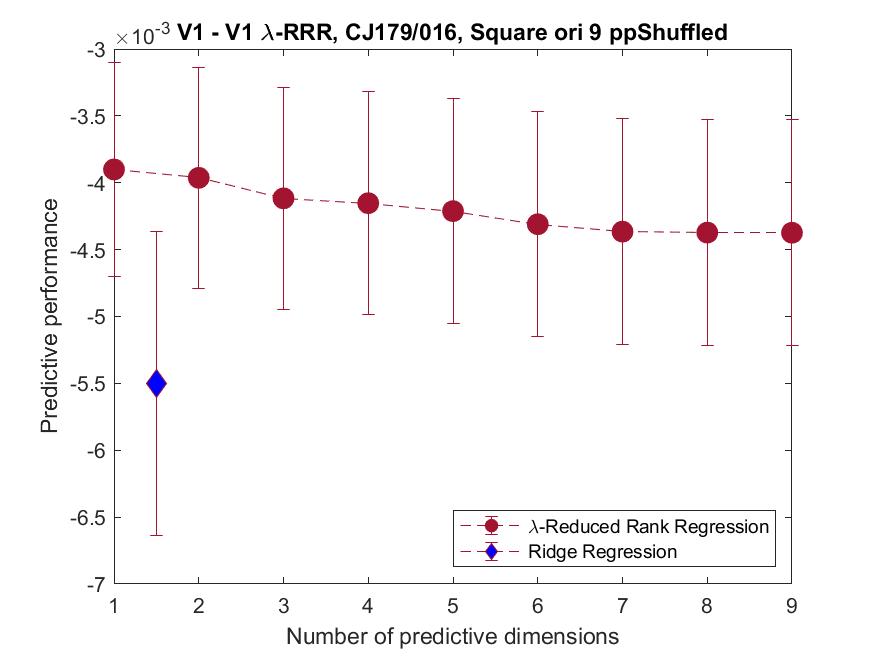 ×10⁻³ V1 - V1 λ-RRR, CJ179/016, Square ori 9 ppShuffled
-3
-3.5
-4
-4.5
-5
-5.5
-6
-6.5
-7
Predictive performance
λ-Reduced Rank Regression
Ridge Regression
1 2 3 4 5 6 7 8 9
Number of predictive dimensions